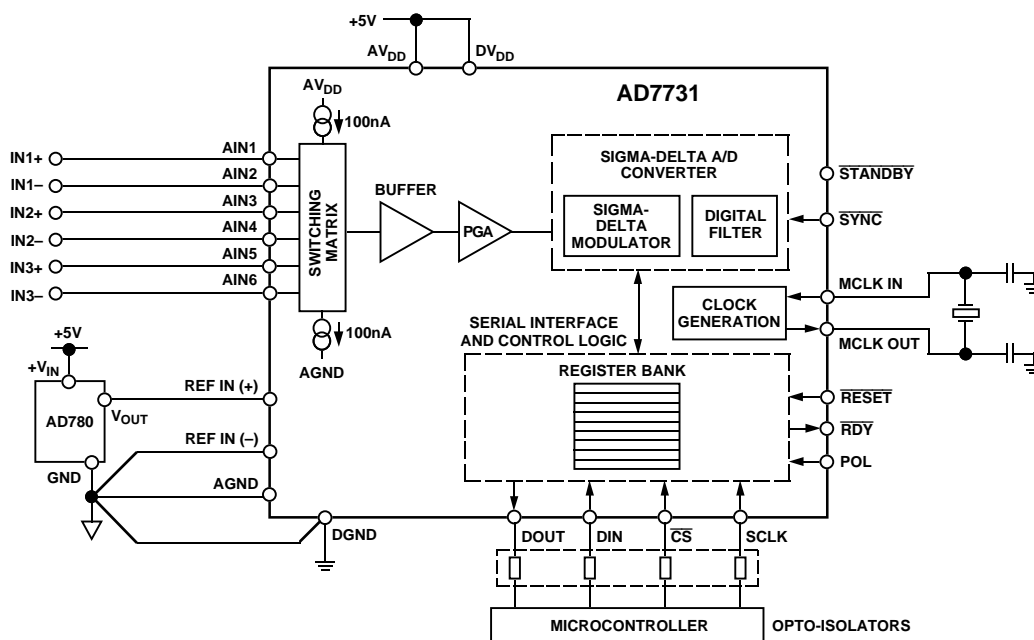 +5V
AVDD
DVDD
AD7731
AVDD
100nA
IN1+
IN1–
IN2+
IN2–
IN3+
IN3–
AIN1
AIN2
AIN3
AIN4
AIN5
AIN6
SWITCHING
MATRIX
BUFFER
PGA
SIGMA-DELTA A/D
CONVERTER
SIGMA-
DELTA
MODULATOR
DIGITAL
FILTER
STANDBY
SYNC
100nA
AGND
CLOCK
GENERATION
MCLK IN
MCLK OUT
SERIAL INTERFACE
AND CONTROL LOGIC
REGISTER BANK
RESET
RDY
POL
+5V
+VIN
AD780
VOUT
GND
REF IN (+)
REF IN (–)
AGND
DGND
DOUT
DIN
CS
SCLK
MICROCONTROLLER
OPTO-ISOLATORS